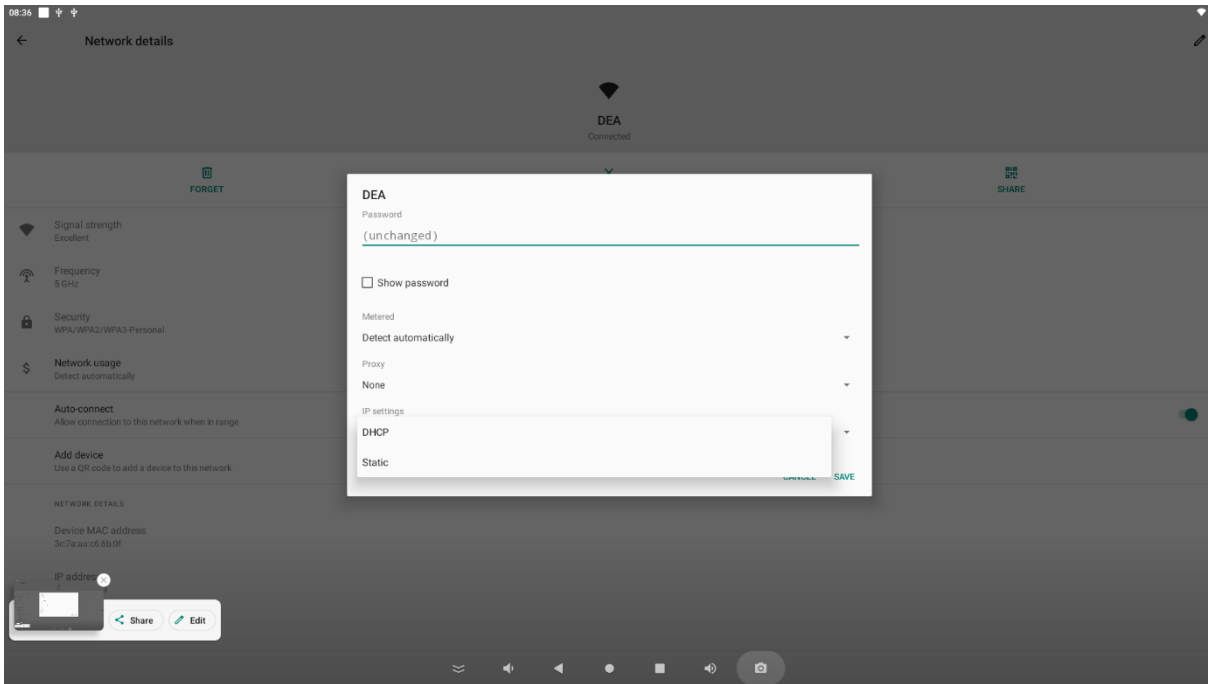 08:36
Network details
DEA
Connected
FORGET
SHARE
Signal strength
Excellent
Frequency
5 GHz
Security
WPA/WPA2/WPA3-Personal
Network usage
Detect automatically
Auto-connect
Allow connection to this network when in range
Add device
Use a QR code to add a device to this network
NETWORK DETAILS
Device MAC address
3c:7a:aa:c6:6b:0f
IP address
DEA
Password
(unchanged)
Show password
Metered
Detect automatically
Proxy
None
IP settings
DHCP
Static
CANCEL SAVE
Share Edit